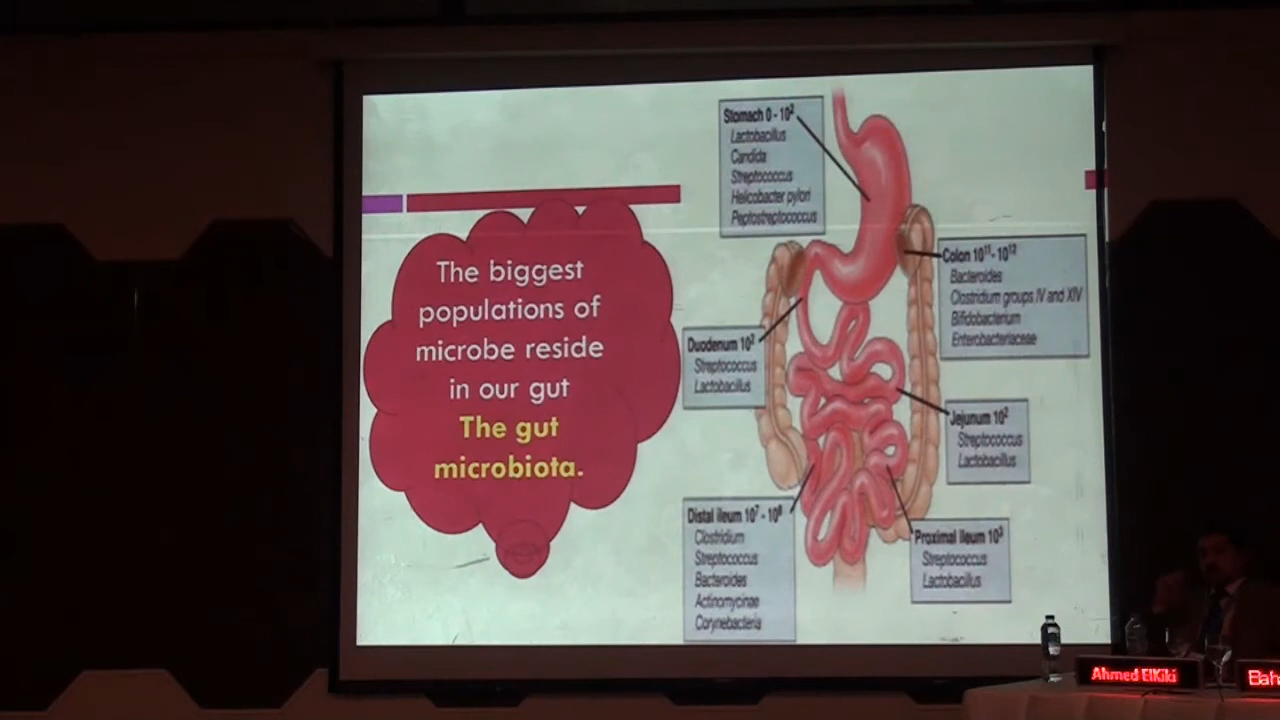 The biggest
populations of
microbe reside
in our gut
The gut
microbiota.
Stomach 0 - 10²
Lactobacillus
Candida
Streptococcus
Helicobacter pylori
Peptostreptococcus
Colon 10¹¹ - 10¹²
Bacteroides
Clostridium groups IV and XIV
Bifidobacterium
Enterobacteriaceae
Duodenum 10²
Streptococcus
Lactobacillus
Jejunum 10²
Streptococcus
Lactobacillus
Distal ileum 10⁷ - 10⁸
Clostridium
Streptococcus
Bacteroides
Actinomycinae
Corynebacteria
Proximal ileum 10³
Streptococcus
Lactobacillus
Ahmed ElKiki